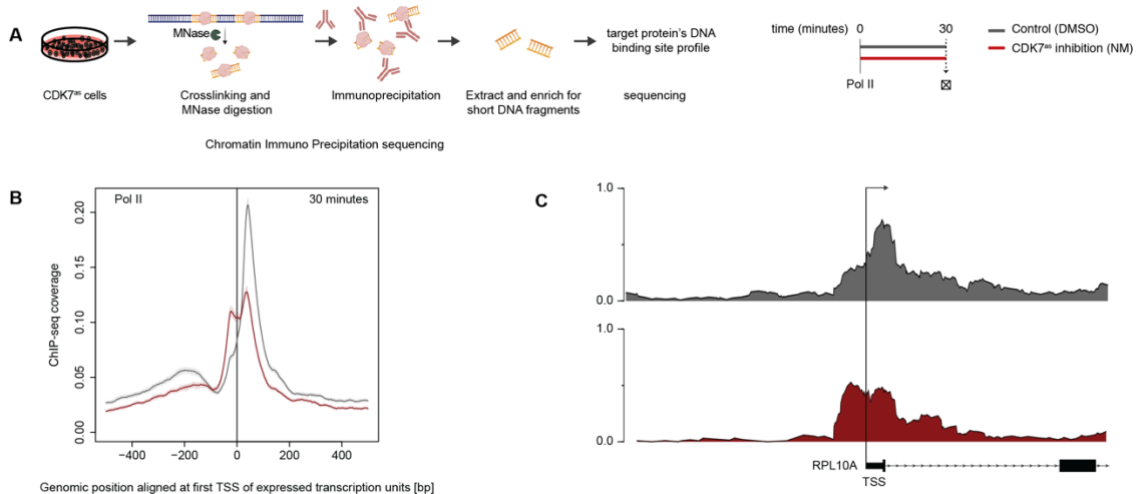 A
MNase
CDK7as cells
Crosslinking and
MNase digestion
Immunoprecipitation
Extract and enrich for
short DNA fragments
target protein's DNA
binding site profile
sequencing
Chromatin Immuno Precipitation sequencing
time (minutes)
0
30
Pol II
Control (DMSO)
CDK7as inhibition (NM)
B
Pol II
30 minutes
ChIP-seq coverage
0.20
0.15
0.10
0.05
0.00
−400
−200
0
200
400
Genomic position aligned at first TSS of expressed transcription units [bp]
C
1.0
0.0
1.0
0.0
RPL10A
TSS